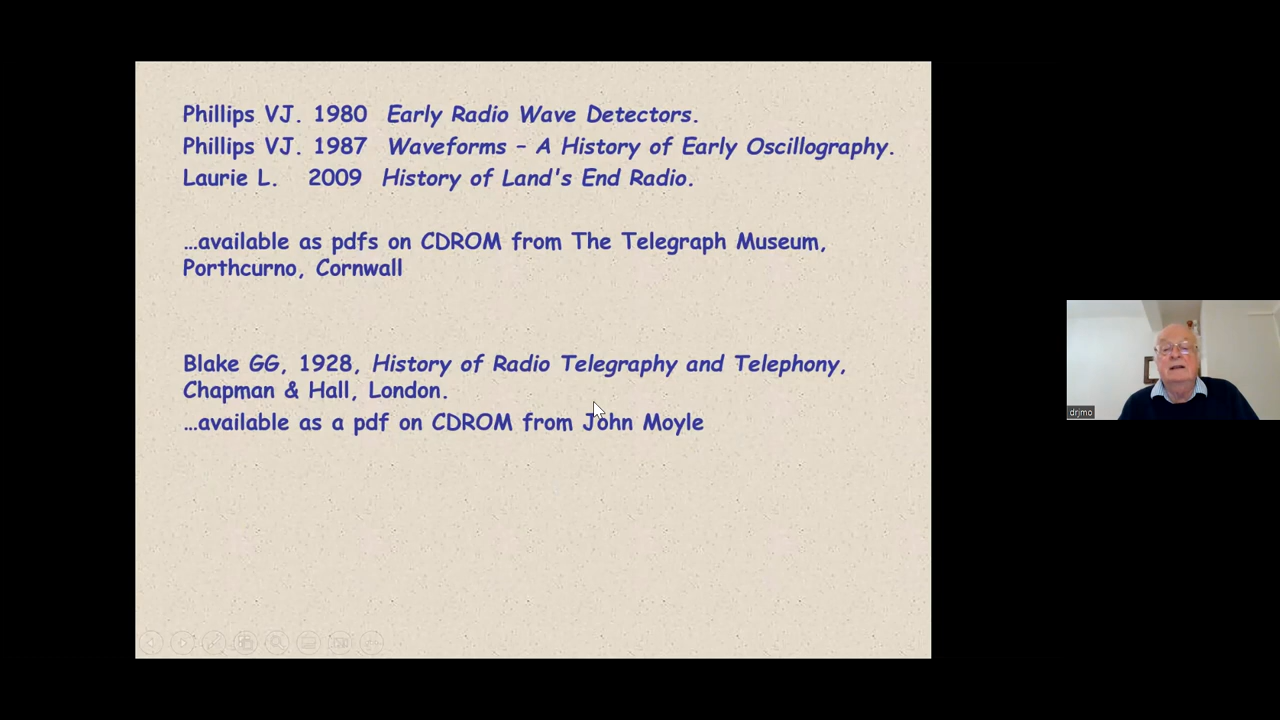 Phillips VJ. 1980 Early Radio Wave Detectors.
Phillips VJ. 1987 Waveforms – A History of Early Oscillography.
Laurie L. 2009 History of Land's End Radio.
…available as pdfs on CDROM from The Telegraph Museum,
Porthcurno, Cornwall
Blake GG, 1928, History of Radio Telegraphy and Telephony,
Chapman & Hall, London.
…available as a pdf on CDROM from John Moyle
drjmo